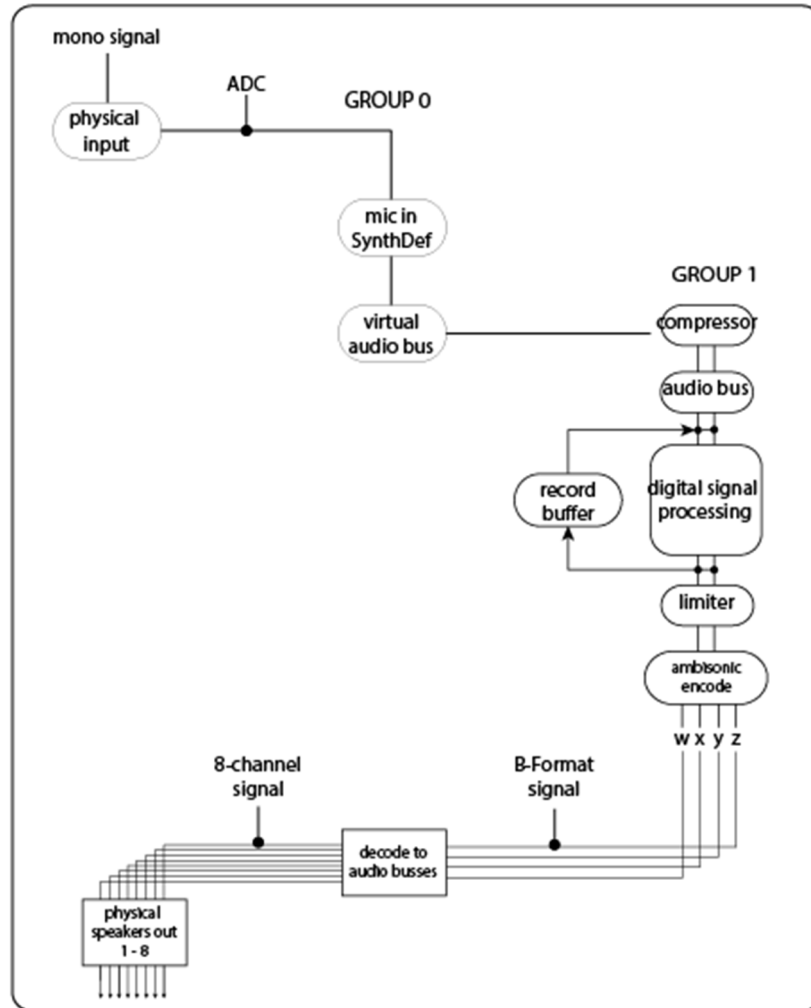 mono signal
ADC
GROUP 0
physical
input
mic in
SynthDef
GROUP 1
virtual
audio bus
compressor
audio bus
record
buffer
digital signal
processing
limiter
ambisonic
encode
w x y z
8-channel
signal
B-Format
signal
decode to
audio busses
physical
speakers out
1 - 8